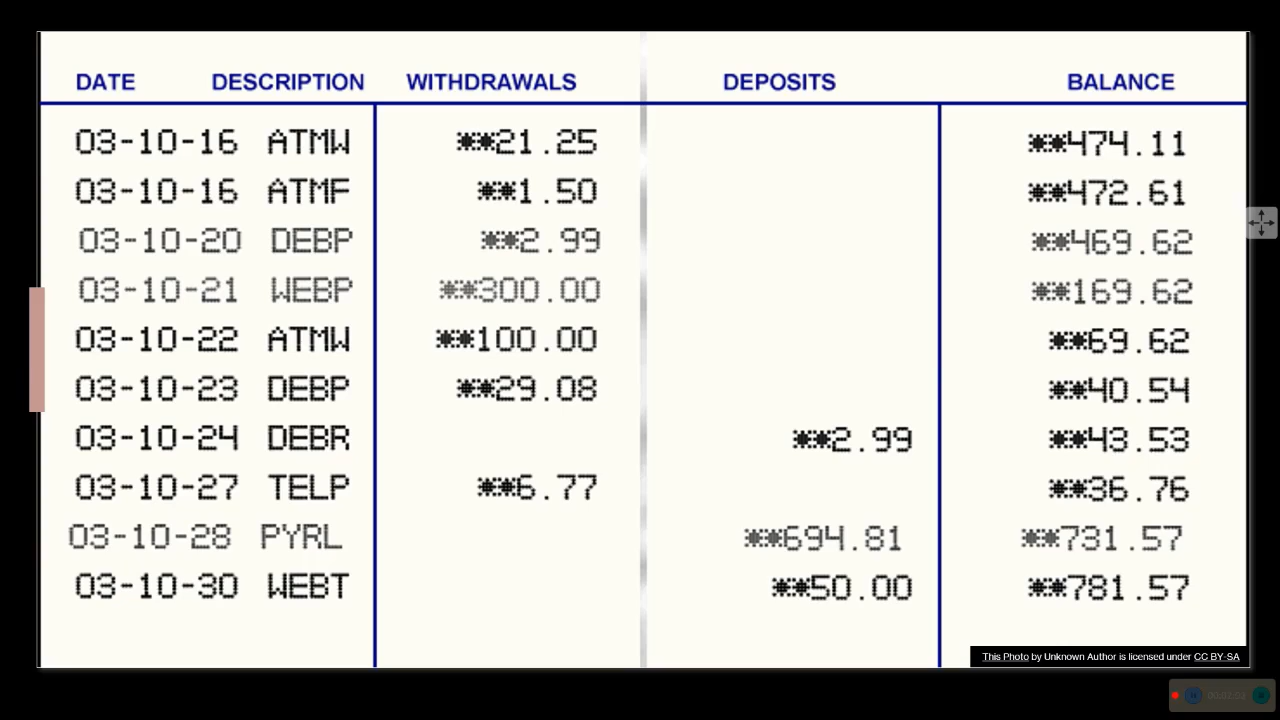 DATE DESCRIPTION WITHDRAWALS DEPOSITS BALANCE
03-10-16 ATMW **21.25 **474.11
03-10-16 ATMF **1.50 **472.61
03-10-20 DEBP **2.99 **469.62
03-10-21 WEBP **300.00 **169.62
03-10-22 ATMW **100.00 **69.62
03-10-23 DEBP **29.08 **40.54
03-10-24 DEBR **2.99 **43.53
03-10-27 TELP **6.77 **36.76
03-10-28 PYRL **694.81 **731.57
03-10-30 WEBT **50.00 **781.57
This Photo by Unknown Author is licensed under CC BY-SA